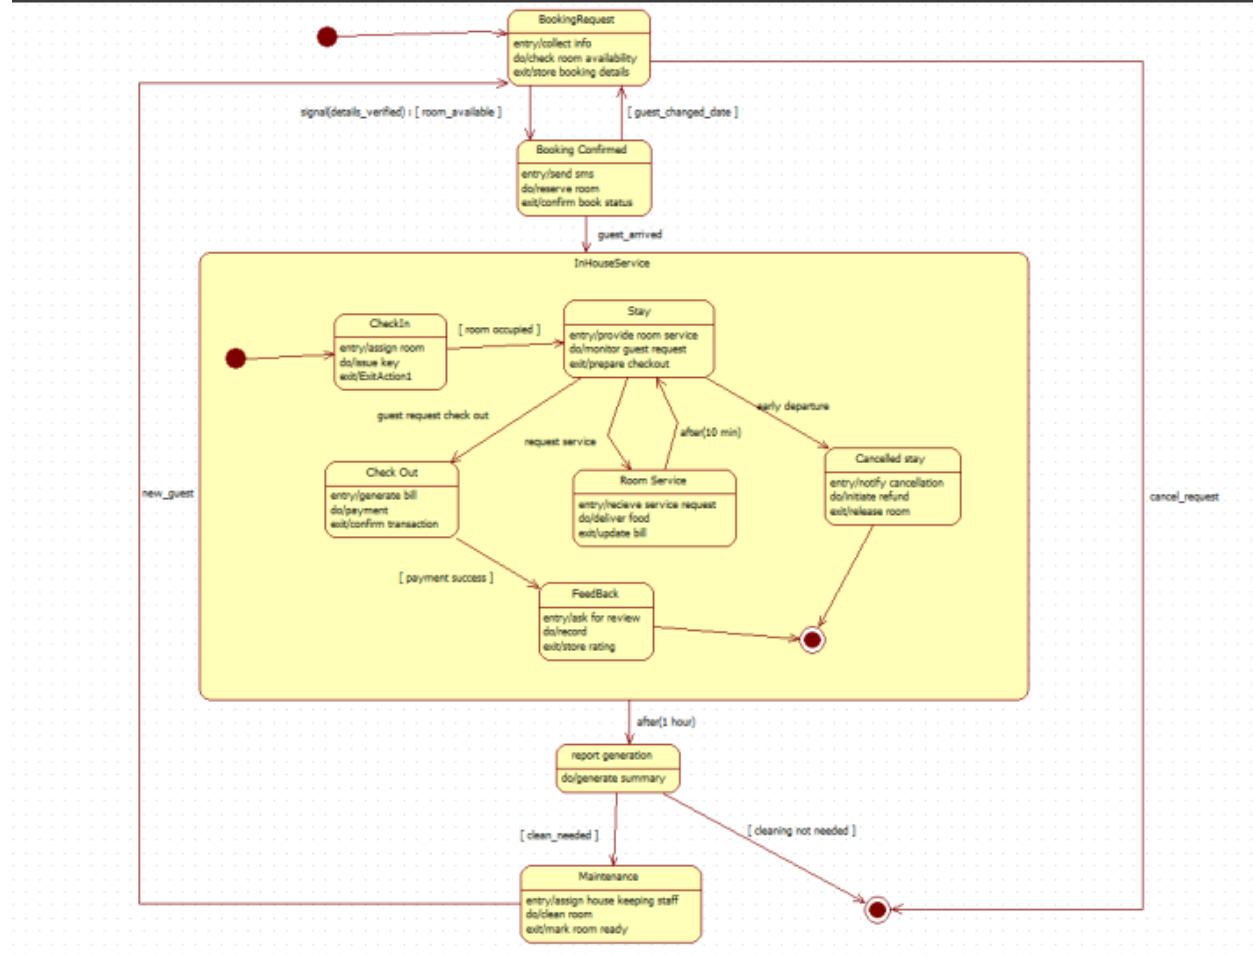 BookingRequest
entry/collect info
do/check room availability
exit/store booking details
signal(details_verified) : [ room_available ]
[ guest_changed_date ]
Booking Confirmed
entry/send sms
do/reserve room
exit/confirm book status
guest_arrived
InHouseService
CheckIn
entry/assign room
do/issue key
exit/ExitAction1
[ room occupied ]
Stay
entry/provide room service
do/monitor guest request
exit/prepare checkout
guest request check out
request service
after(10 min)
early departure
Check Out
entry/generate bill
do/payment
exit/confirm transaction
Room Service
entry/recieve service request
do/deliver food
exit/update bill
Cancelled stay
entry/notify cancellation
do/initiate refund
exit/release room
new_guest
cancel_request
[ payment success ]
FeedBack
entry/ask for review
do/record
exit/store rating
after(1 hour)
report generation
do/generate summary
[ clean_needed ]
[ cleaning not needed ]
Maintenance
entry/assign house keeping staff
do/clean room
exit/mark room ready